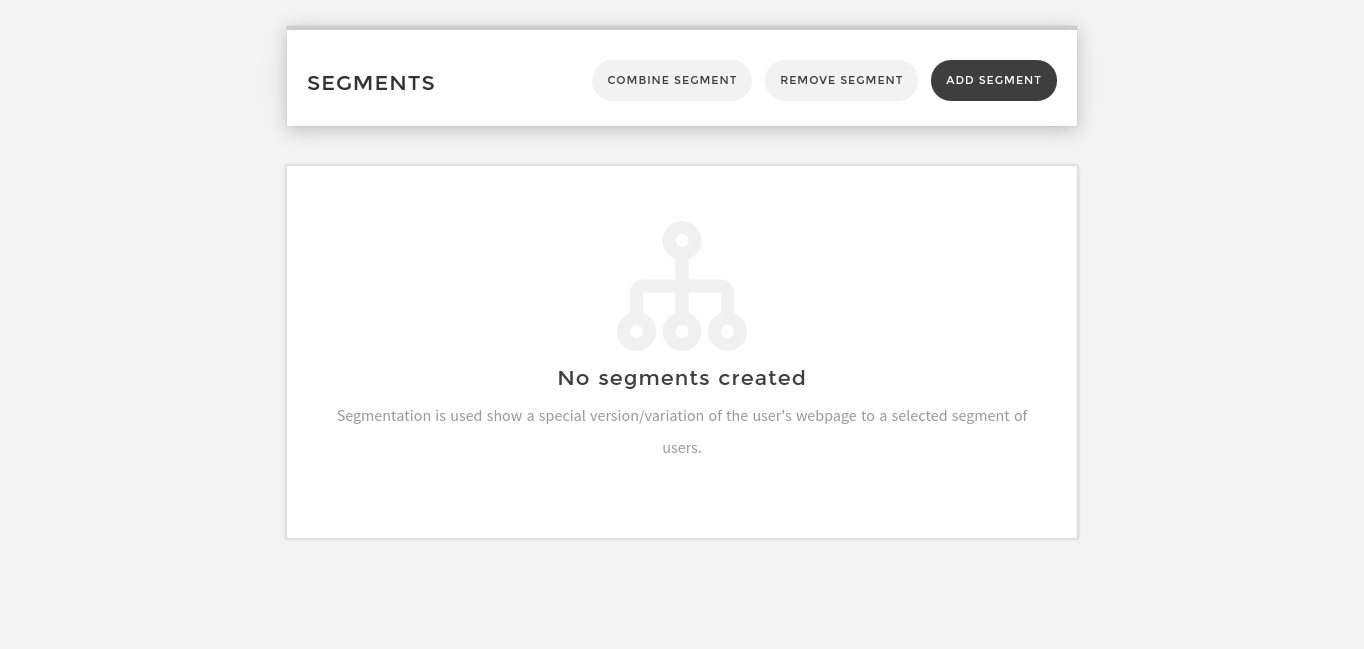 SEGMENTS
COMBINE SEGMENT
REMOVE SEGMENT
ADD SEGMENT
No segments created
Segmentation is used show a special version/variation of the user's webpage to a selected segment of
users.